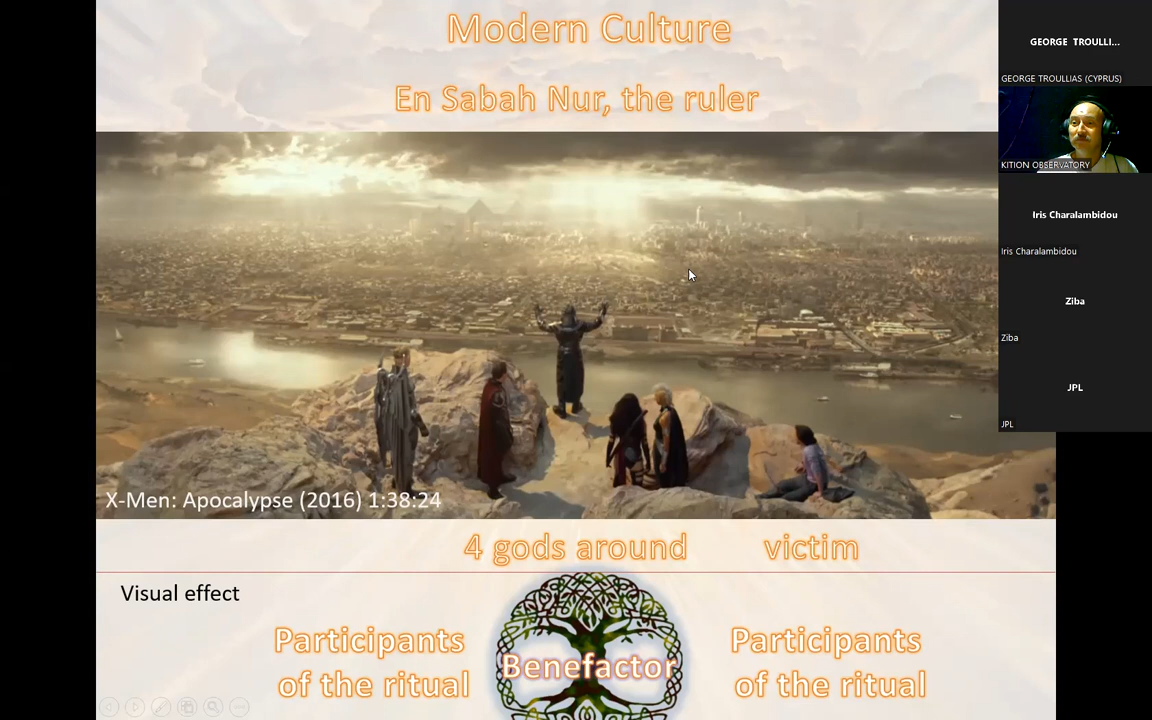 Modern Culture
En Sabah Nur, the ruler
X-Men: Apocalypse (2016) 1:38:24
4 gods around
victim
Visual effect
Participants
of the ritual
Benefactor
Participants
of the ritual
GEORGE TROULLI...
GEORGE TROULLIAS (CYPRUS)
KITION OBSERVATORY
Iris Charalambidou
Iris Charalambidou
Ziba
Ziba
JPL
JPL